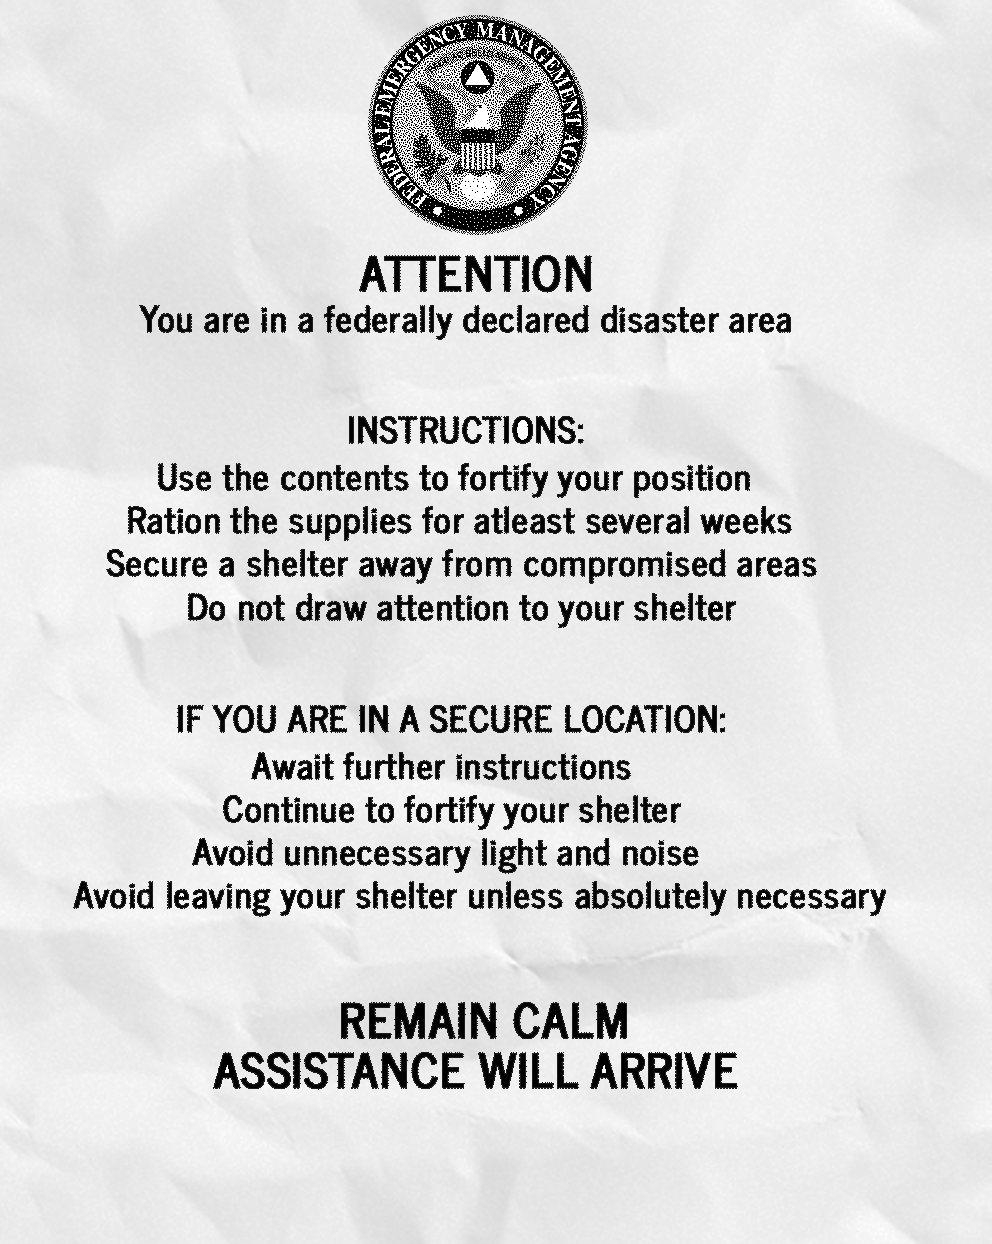 FEDERAL EMERGENCY MANAGEMENT AGENCY
ATTENTION
You are in a federally declared disaster area
INSTRUCTIONS:
Use the contents to fortify your position
Ration the supplies for atleast several weeks
Secure a shelter away from compromised areas
Do not draw attention to your shelter
IF YOU ARE IN A SECURE LOCATION:
Await further instructions
Continue to fortify your shelter
Avoid unnecessary light and noise
Avoid leaving your shelter unless absolutely necessary
REMAIN CALM
ASSISTANCE WILL ARRIVE